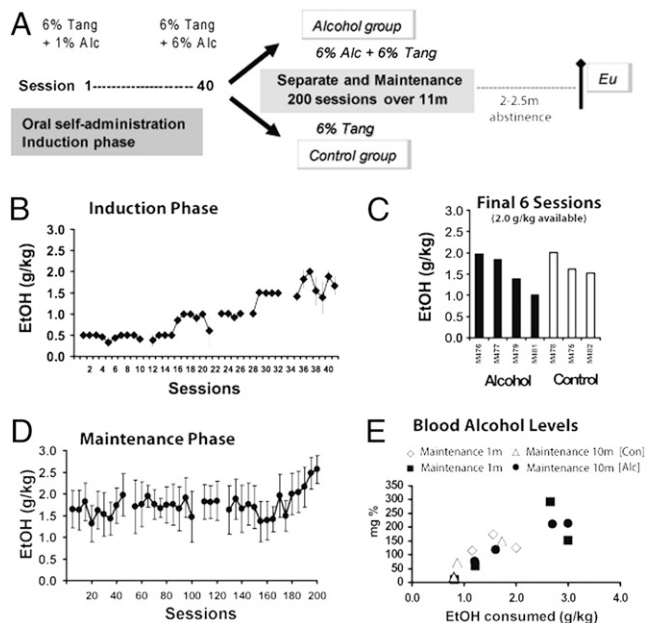 A
6% Tang
+ 1% Alc
6% Tang
+ 6% Alc
Session 1
40
Oral self-administration
Induction phase
Alcohol group
6% Alc + 6% Tang
Separate and Maintenance
200 sessions over 11m
6% Tang
Control group
2-2.5m
abstinence
Eu
B
Induction Phase
EtOH (g/kg)
3.0
2.5
2.0
1.5
1.0
0.5
0.0
2 4 6 8 10 12 14 16 18 20 22 24 26 28 30 32 34 36 38 40
Sessions
C
Final 6 Sessions
(2.0 g/kg available)
EtOH (g/kg)
3.0
2.5
2.0
1.5
1.0
0.5
0.0
M476 M477 M479 M481 M478 M475 M482
Alcohol Control
D
Maintenance Phase
EtOH (g/kg)
3.0
2.5
2.0
1.5
1.0
0.5
0.0
20 40 60 80 100 120 140 160 180 200
Sessions
E
Blood Alcohol Levels
Maintenance 1m Maintenance 10m [Con]
Maintenance 1m Maintenance 10m [Alc]
mg %
350
300
250
200
150
100
50
0
0.0 1.0 2.0 3.0 4.0
EtOH consumed (g/kg)